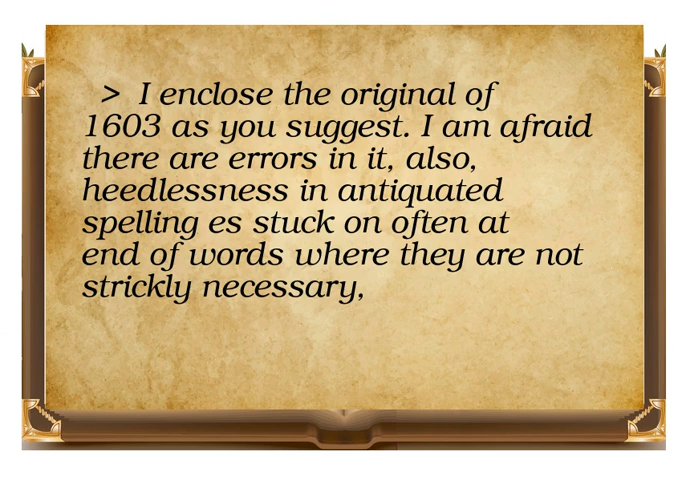 > I enclose the original of
1603 as you suggest. I am afraid
there are errors in it, also,
heedlessness in antiquated
spelling es stuck on often at
end of words where they are not
strickly necessary,